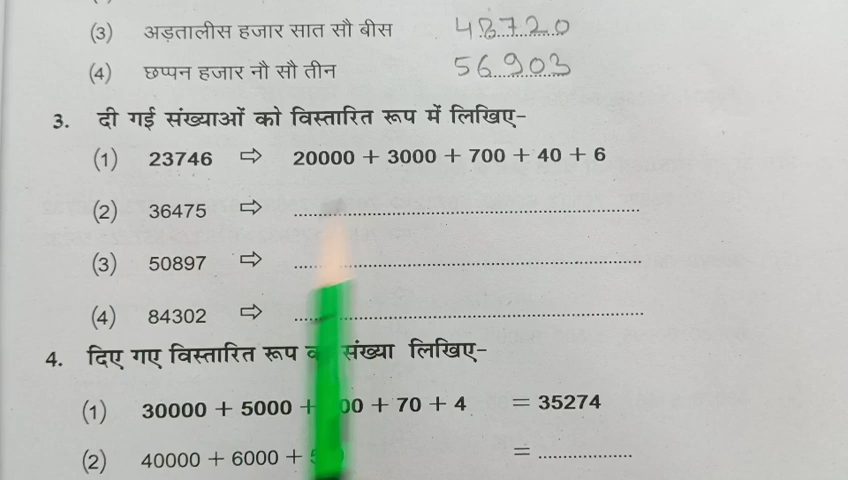 (3) अड़तालीस हजार सात सौ बीस 48720
(4) छप्पन हजार नौ सौ तीन 56903
3. दी गई संख्याओं को विस्तारित रूप में लिखिए-
(1) 23746 ⇨ 20000 + 3000 + 700 + 40 + 6
(2) 36475 ⇨ ....................
(3) 50897 ⇨ ....................
(4) 84302 ⇨ ....................
4. दिए गए विस्तारित रूप संख्या लिखिए-
(1) 30000 + 5000 + 00 + 70 + 4 = 35274
(2) 40000 + 6000 + = ....................